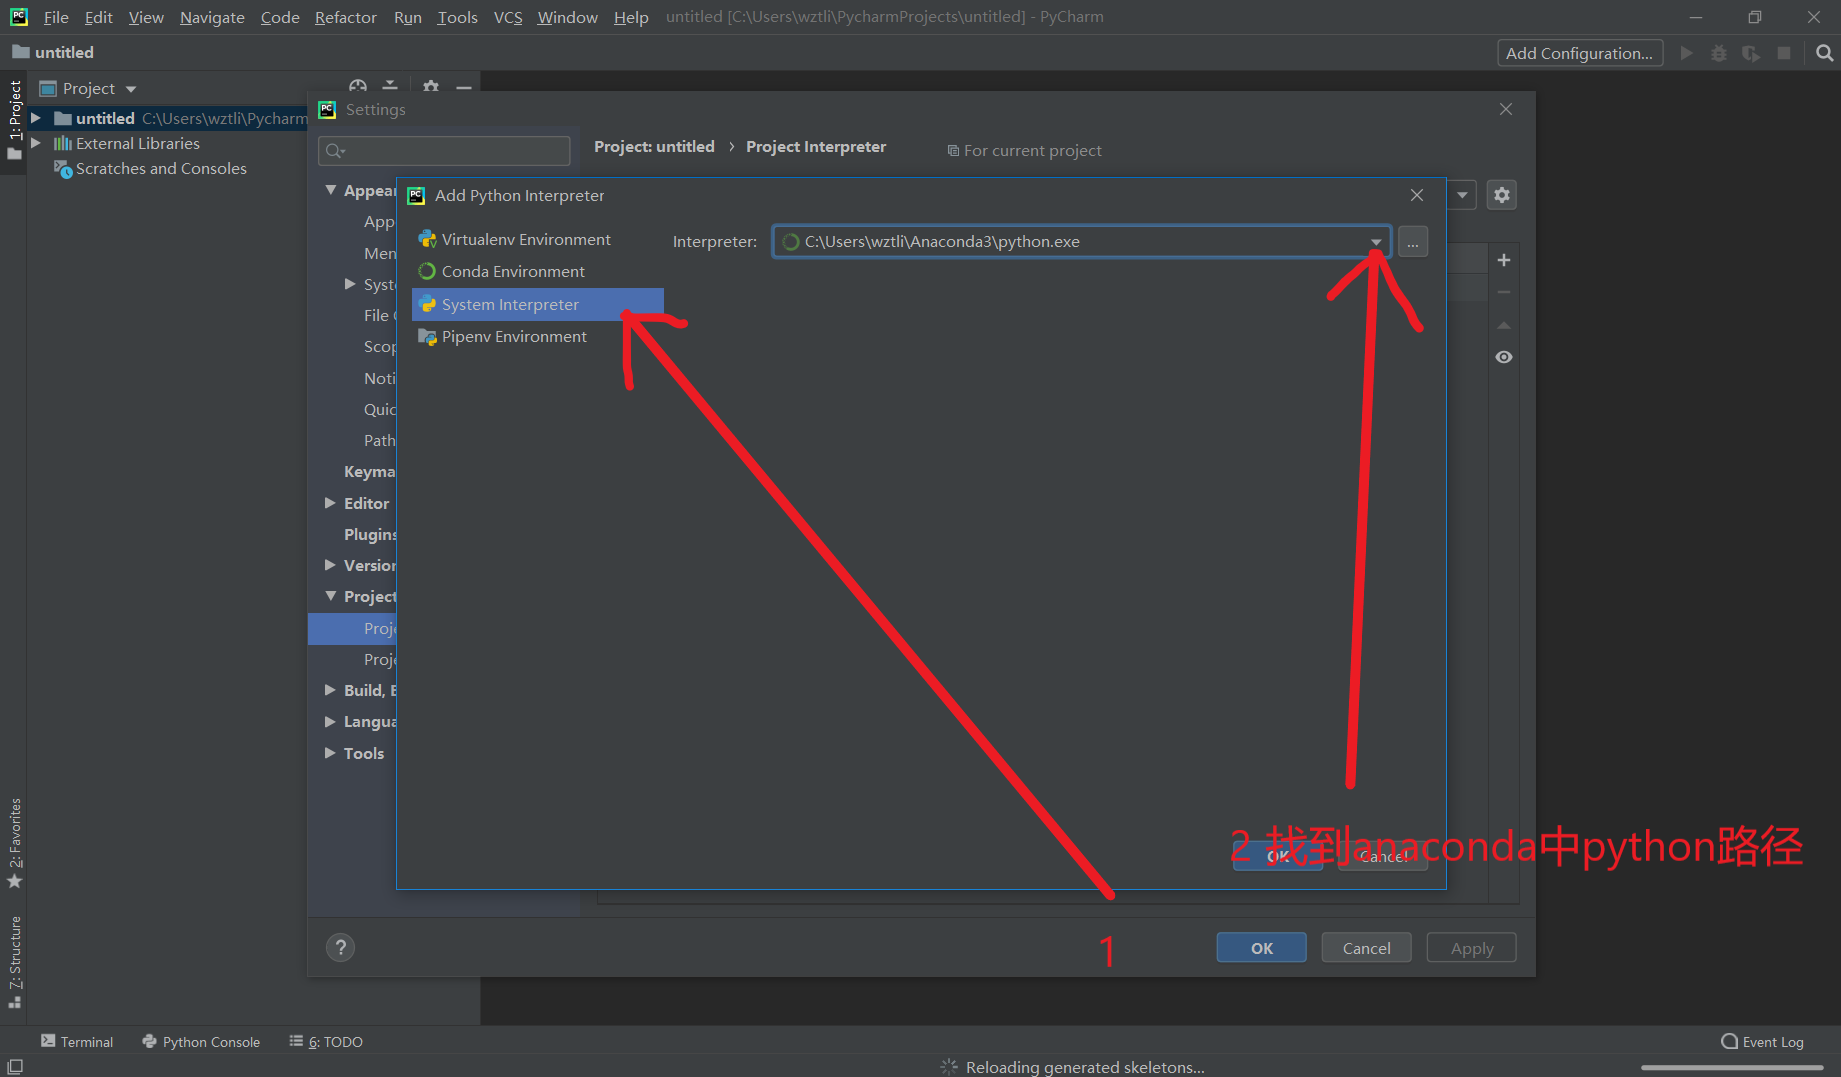 File Edit View Navigate Code Refactor Run Tools VCS Window Help untitled [C:\Users\wztli\PycharmProjects\untitled] - PyCharm
untitled
Add Configuration...
1: Project
Project
untitled C:\Users\wztli\Pycharm
External Libraries
Scratches and Consoles
Settings
Project: untitled › Project Interpreter
For current project
Appear
App
Men
Syst
File
Scop
Noti
Quic
Path
Keyma
Editor
Plugins
Version
Project
Proje
Proje
Build, E
Langua
Tools
Add Python Interpreter
Virtualenv Environment
Conda Environment
System Interpreter
Pipenv Environment
Interpreter: C:\Users\wztli\Anaconda3\python.exe
...
2 找到anaconda中python路径
OK Cancel
1
?
OK Cancel Apply
2: Favorites
7: Structure
Terminal
Python Console
6: TODO
Event Log
Reloading generated skeletons...